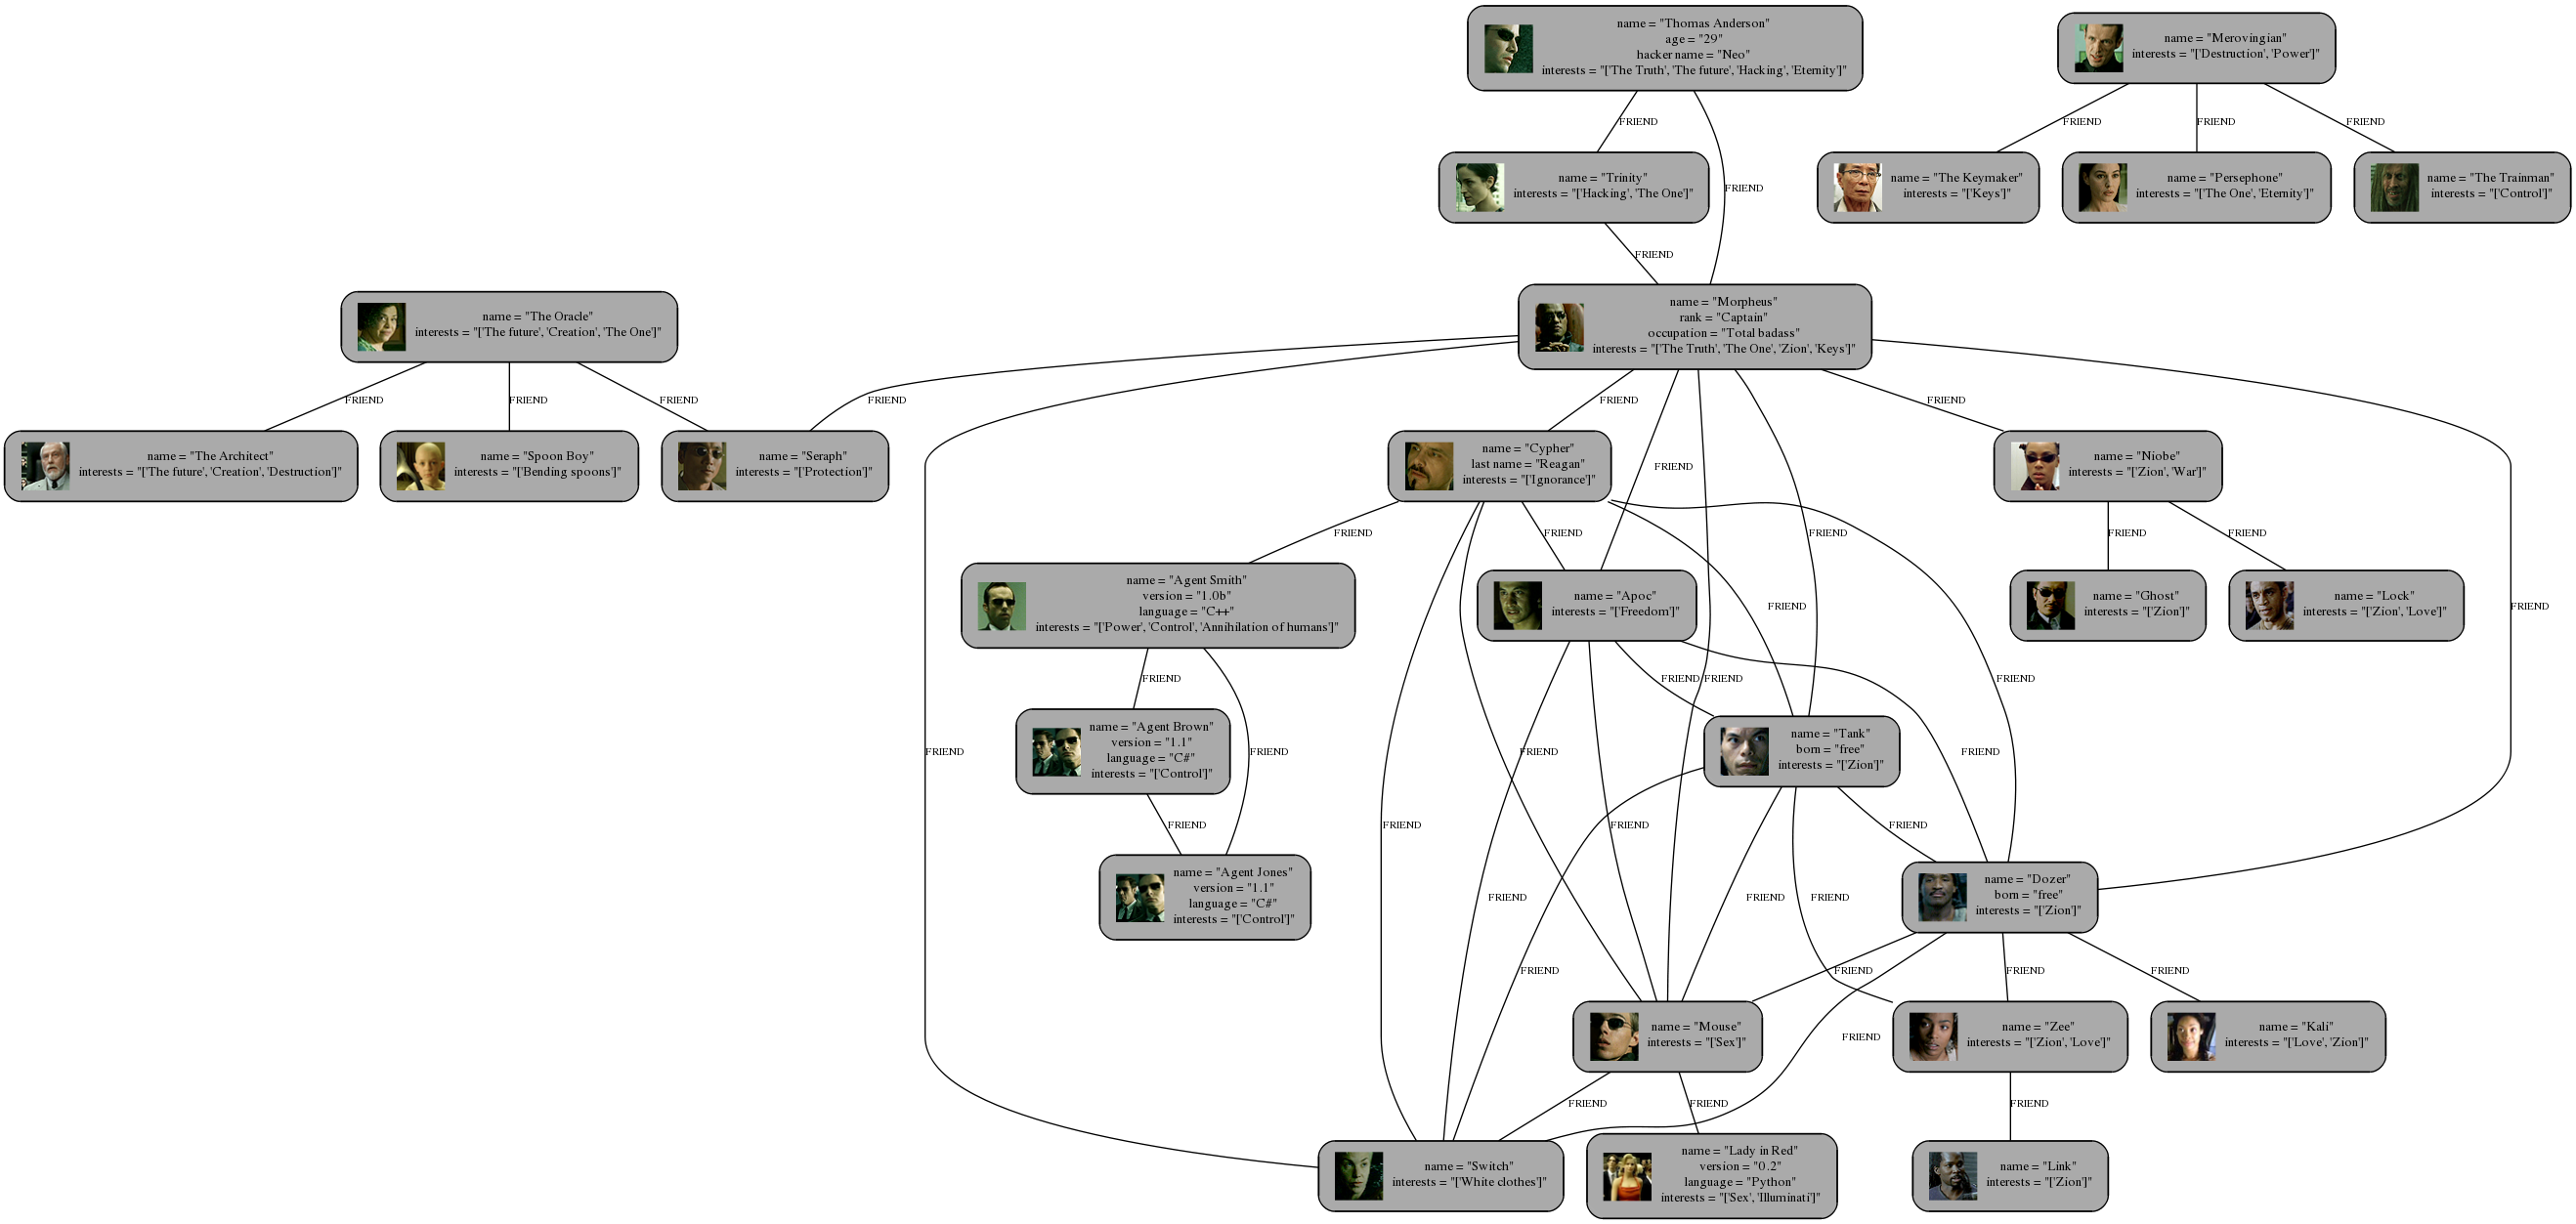 name = "Thomas Anderson"
age = "29"
hacker name = "Neo"
interests = "['The Truth', 'The future', 'Hacking', 'Eternity']"
name = "Merovingian"
interests = "['Destruction', 'Power']"
FRIEND
FRIEND
FRIEND
FRIEND
name = "Trinity"
interests = "['Hacking', 'The One']"
FRIEND
name = "The Keymaker"
interests = "['Keys']"
name = "Persephone"
interests = "['The One', 'Eternity']"
name = "The Trainman"
interests = "['Control']"
FRIEND
name = "The Oracle"
interests = "['The future', 'Creation', 'The One']"
name = "Morpheus"
rank = "Captain"
occupation = "Total badass"
interests = "['The Truth', 'The One', 'Zion', 'Keys']"
FRIEND
FRIEND
FRIEND
FRIEND
FRIEND
FRIEND
name = "The Architect"
interests = "['The future', 'Creation', 'Destruction']"
name = "Spoon Boy"
interests = "['Bending spoons']"
name = "Seraph"
interests = "['Protection']"
name = "Cypher"
last name = "Reagan"
interests = "['Ignorance']"
FRIEND
name = "Niobe"
interests = "['Zion', 'War']"
FRIEND
FRIEND
FRIEND
FRIEND
FRIEND
name = "Agent Smith"
version = "1.0b"
language = "C++"
interests = "['Power', 'Control', 'Annihilation of humans']"
name = "Apoc"
interests = "['Freedom']"
FRIEND
name = "Ghost"
interests = "['Zion']"
name = "Lock"
interests = "['Zion', 'Love']"
FRIEND
FRIEND
FRIEND
FRIEND
FRIEND
name = "Agent Brown"
version = "1.1"
language = "C#"
interests = "['Control']"
name = "Tank"
born = "free"
interests = "['Zion']"
FRIEND
FRIEND
FRIEND
FRIEND
FRIEND
FRIEND
FRIEND
FRIEND
name = "Agent Jones"
version = "1.1"
language = "C#"
interests = "['Control']"
FRIEND
FRIEND
FRIEND
name = "Dozer"
born = "free"
interests = "['Zion']"
FRIEND
FRIEND
FRIEND
FRIEND
name = "Mouse"
interests = "['Sex']"
FRIEND
name = "Zee"
interests = "['Zion', 'Love']"
name = "Kali"
interests = "['Love', 'Zion']"
FRIEND
FRIEND
FRIEND
name = "Switch"
interests = "['White clothes']"
name = "Lady in Red"
version = "0.2"
language = "Python"
interests = "['Sex', 'Illuminati']"
name = "Link"
interests = "['Zion']"